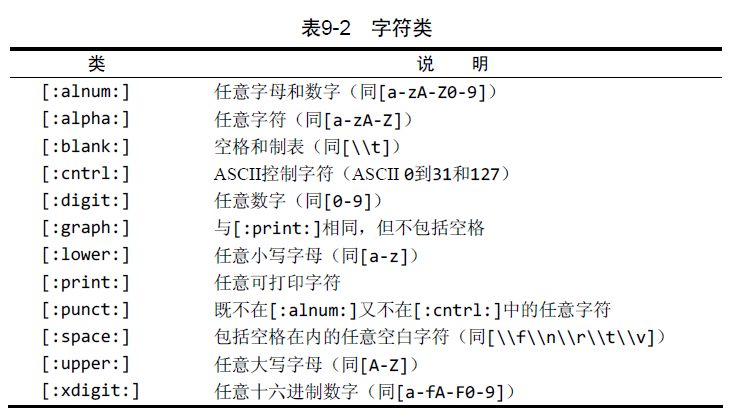 表9-2 字符类
类 说 明
[:alnum:] 任意字母和数字（同[a-zA-Z0-9]）
[:alpha:] 任意字符（同[a-zA-Z]）
[:blank:] 空格和制表（同[\\t]）
[:cntrl:] ASCII控制字符（ASCII 0到31和127）
[:digit:] 任意数字（同[0-9]）
[:graph:] 与[:print:]相同，但不包括空格
[:lower:] 任意小写字母（同[a-z]）
[:print:] 任意可打印字符
[:punct:] 既不在[:alnum:]又不在[:cntrl:]中的任意字符
[:space:] 包括空格在内的任意空白字符（同[\\f\\n\\r\\t\\v]）
[:upper:] 任意大写字母（同[A-Z]）
[:xdigit:] 任意十六进制数字（同[a-fA-F0-9]）